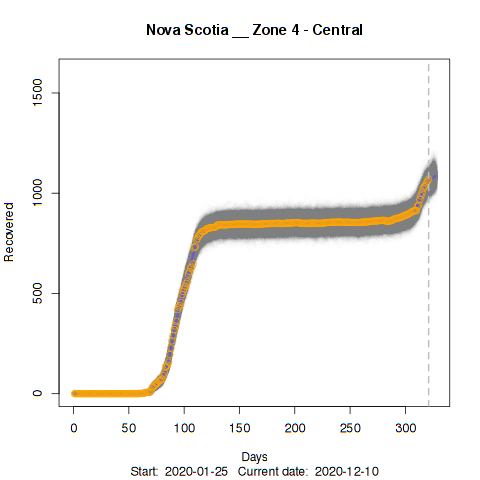 Nova Scotia __ Zone 4 - Central
1500
1000
500
0
Recovered
0 50 100 150 200 250 300
Days
Start: 2020-01-25 Current date: 2020-12-10